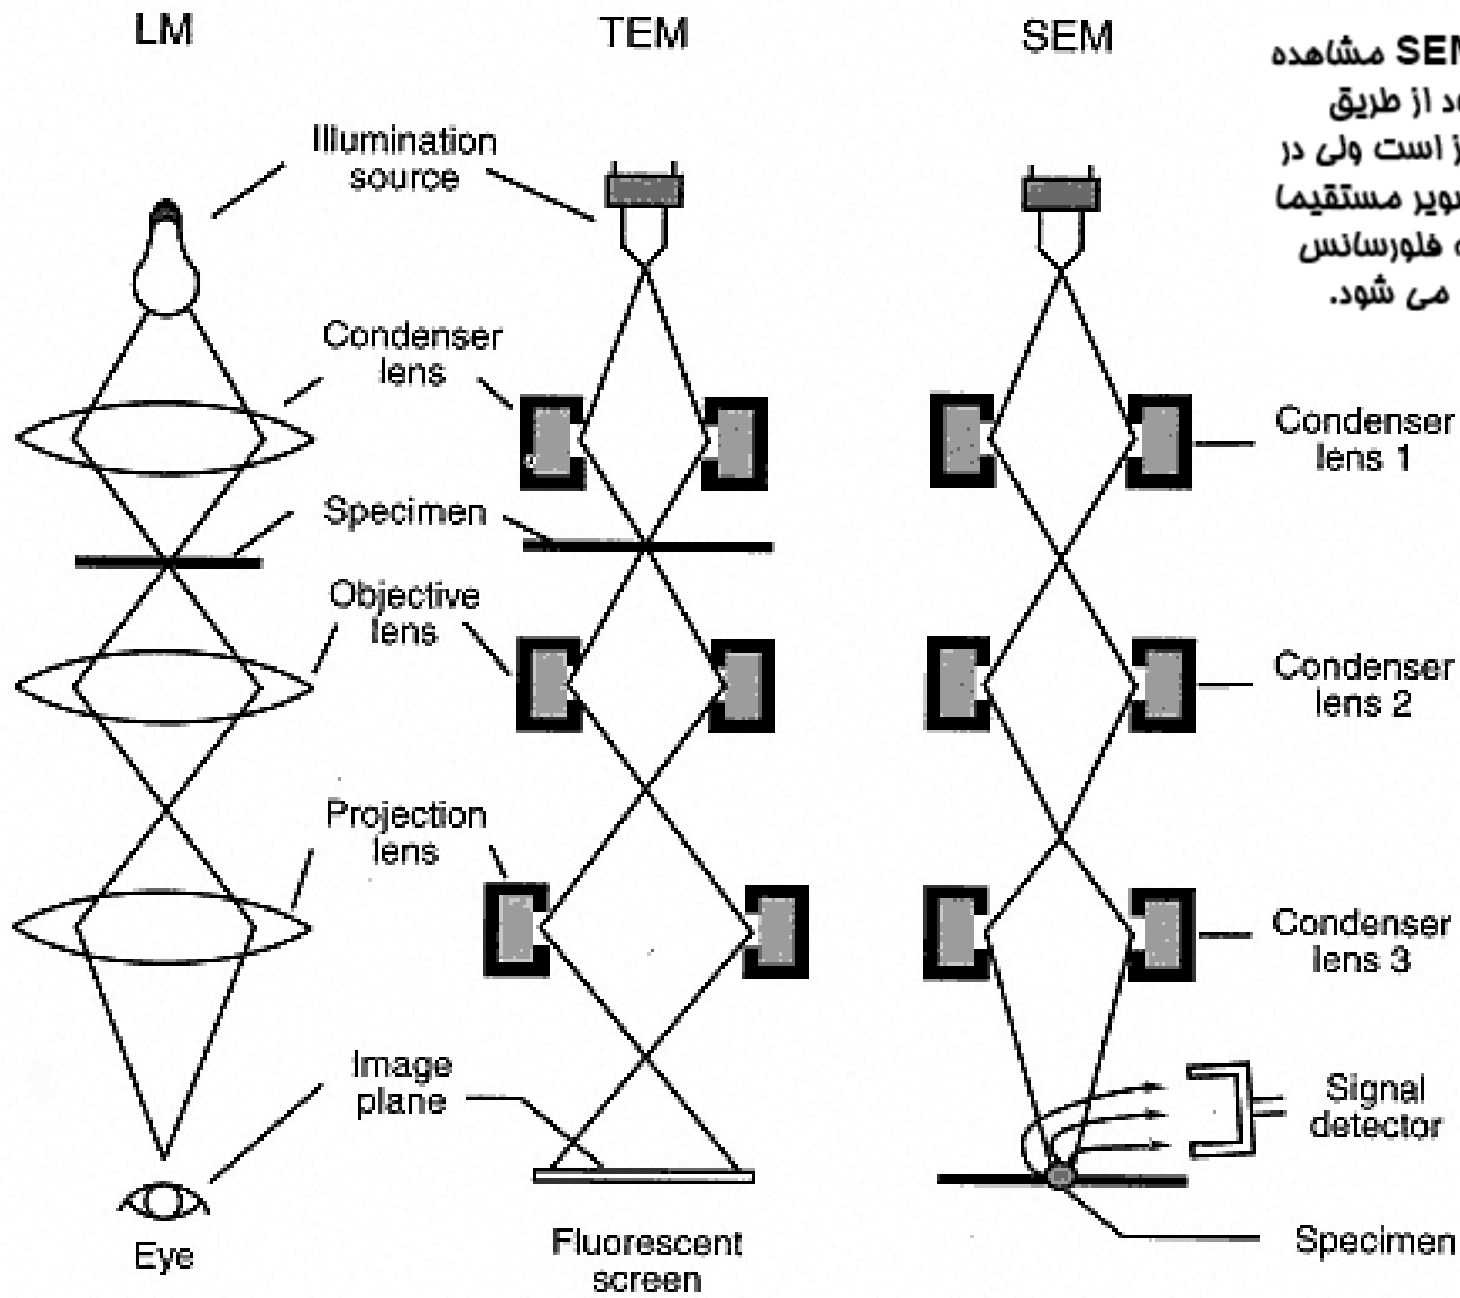 LM
TEM
SEM
مشاهده
از طریق
است ولی در
مستقیما
فلورسانس
می شود.
Illumination
source
Condenser
lens
Specimen
Objective
lens
Projection
lens
Image
plane
Eye
Fluorescent
screen
Condenser
lens 1
Condenser
lens 2
Condenser
lens 3
Signal
detector
Specimen